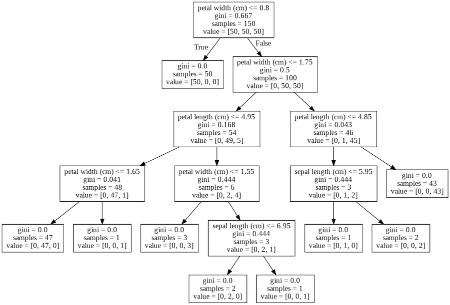 petal width (cm) <= 0.8
gini = 0.667
samples = 150
value = [50, 50, 50]
True
False
gini = 0.0
samples = 50
value = [50, 0, 0]
petal width (cm) <= 1.75
gini = 0.5
samples = 100
value = [0, 50, 50]
petal length (cm) <= 4.95
gini = 0.168
samples = 54
value = [0, 49, 5]
petal length (cm) <= 4.85
gini = 0.043
samples = 46
value = [0, 1, 45]
petal width (cm) <= 1.65
gini = 0.041
samples = 48
value = [0, 47, 1]
petal width (cm) <= 1.55
gini = 0.444
samples = 6
value = [0, 2, 4]
sepal length (cm) <= 5.95
gini = 0.444
samples = 3
value = [0, 1, 2]
gini = 0.0
samples = 43
value = [0, 0, 43]
gini = 0.0
samples = 47
value = [0, 47, 0]
gini = 0.0
samples = 1
value = [0, 0, 1]
gini = 0.0
samples = 3
value = [0, 0, 3]
sepal length (cm) <= 6.95
gini = 0.444
samples = 3
value = [0, 2, 1]
gini = 0.0
samples = 1
value = [0, 1, 0]
gini = 0.0
samples = 2
value = [0, 0, 2]
gini = 0.0
samples = 2
value = [0, 2, 0]
gini = 0.0
samples = 1
value = [0, 0, 1]